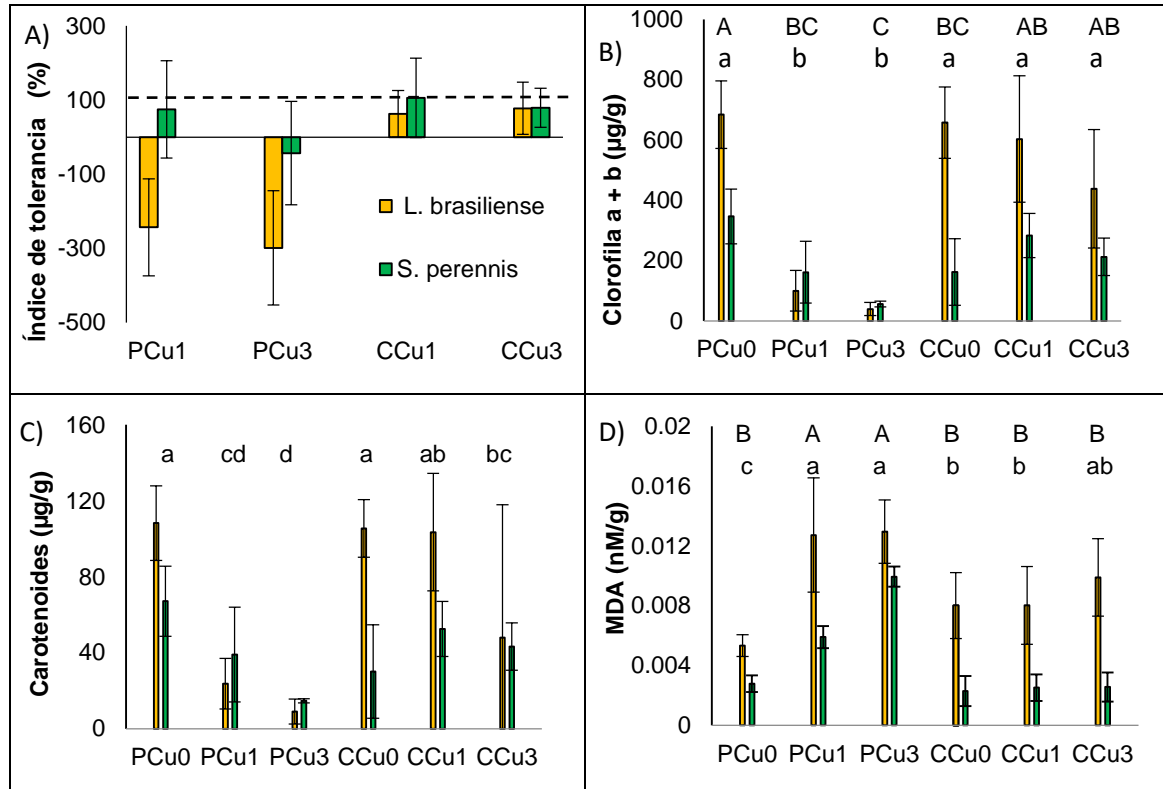 A)
Índice de tolerancia (%)
300
100
-100
-300
-500
L. brasiliense
S. perennis
PCu1 PCu3 CCu1 CCu3
B)
Clorofila a + b (µg/g)
1000
800
600
400
200
0
A BC C BC AB AB
a b b a a a
PCu0 PCu1 PCu3 CCu0 CCu1 CCu3
C)
Carotenoides (µg/g)
160
120
80
40
0
a cd d a ab bc
PCu0 PCu1 PCu3 CCu0 CCu1 CCu3
D)
MDA (nM/g)
0.02
0.016
0.012
0.008
0.004
0
B A A B B B
c a a b b ab
PCu0 PCu1 PCu3 CCu0 CCu1 CCu3